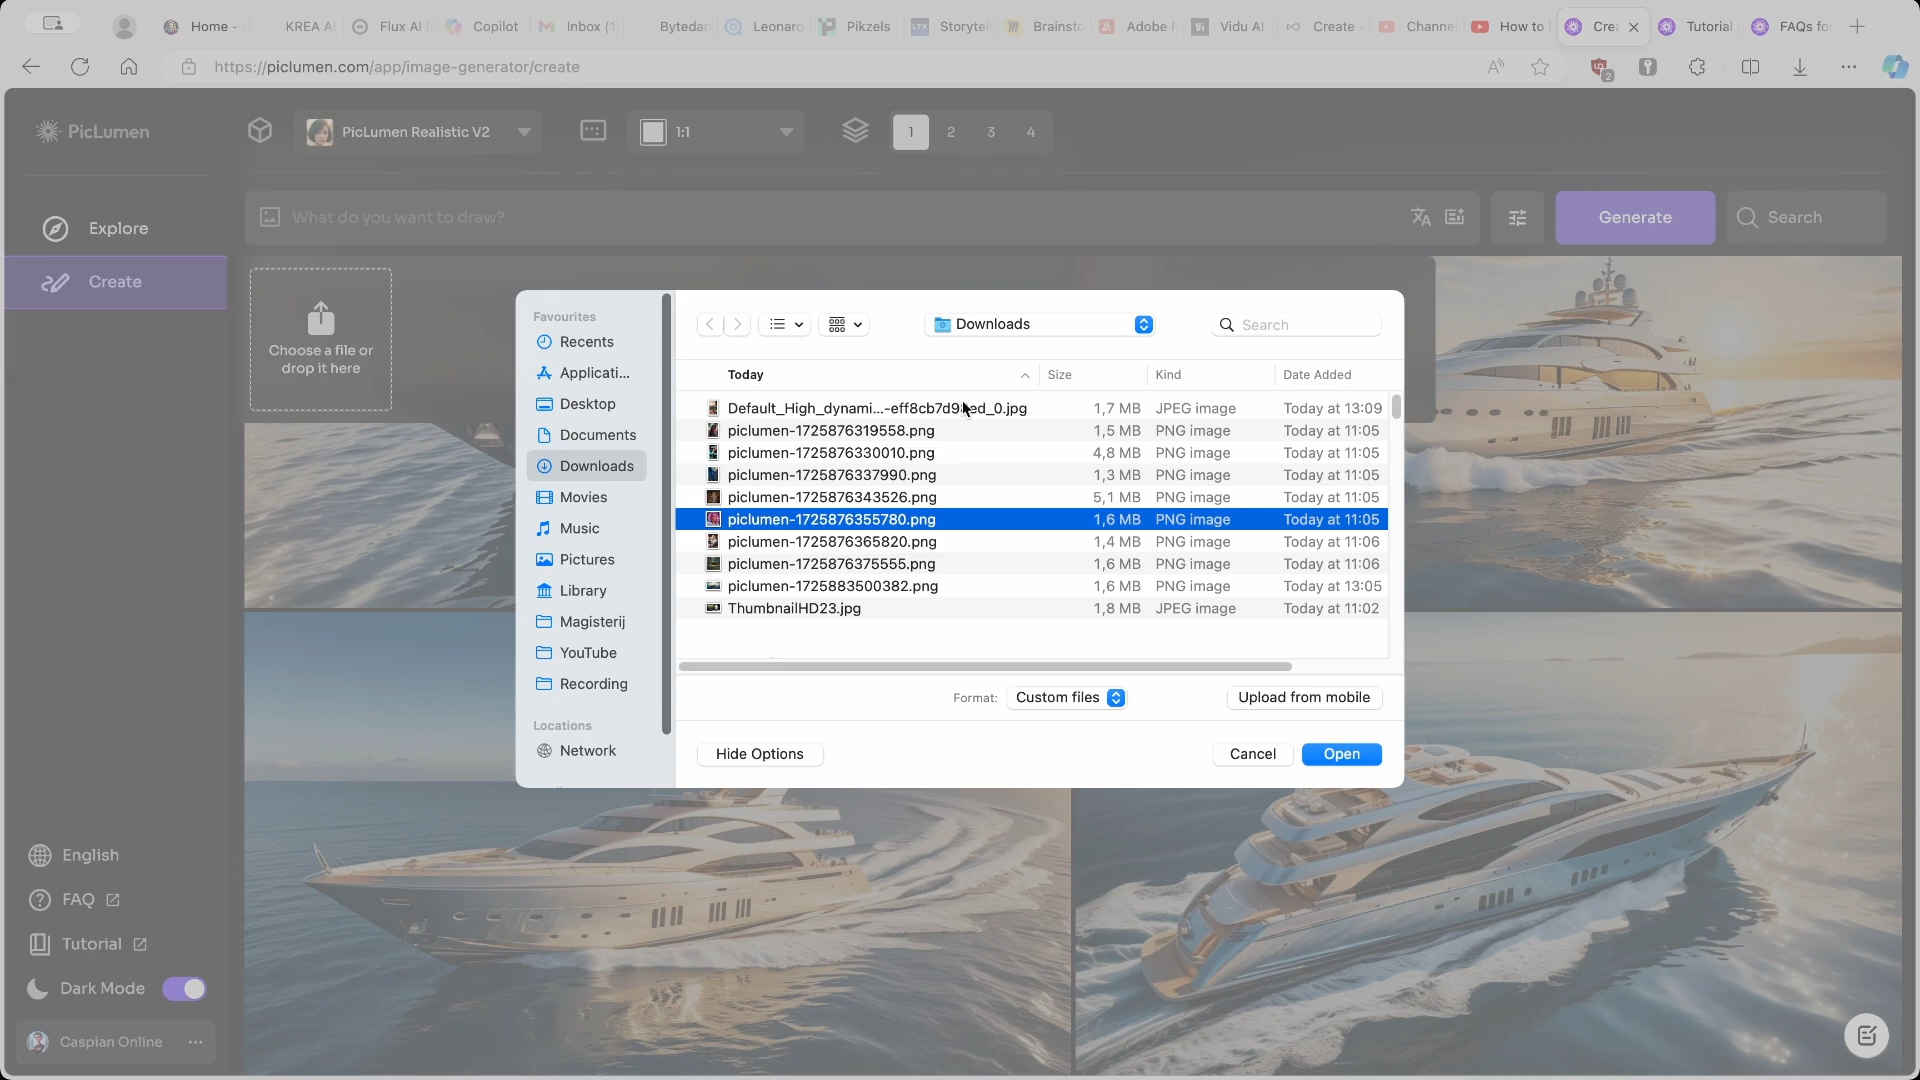 Home -
KREA AI
Flux AI
Copilot
Inbox (1
Bytedan
Leonard
Pikzels
LTX
Storytel
Brainsto
Adobe F
Vidu AI
Create -
Channe
How to
Crea
Tutorial
FAQs fo
https://piclumen.com/app/image-generator/create
2
PicLumen
PicLumen Realistic V2
1:1
1
2
3
4
What do you want to draw?
Generate
Search
Explore
Create
Choose a file or
drop it here
English
FAQ
Tutorial
Dark Mode
Caspian Online
Favourites
Recents
Applicati...
Desktop
Documents
Downloads
Movies
Music
Pictures
Library
Magisterij
YouTube
Recording
Locations
Network
Downloads
Search
Today Size Kind Date Added
piclumen-1725876319558.png 1,5 MB PNG image Today at 11:05
piclumen-1725876330010.png 4,8 MB PNG image Today at 11:05
piclumen-1725876337990.png 1,3 MB PNG image Today at 11:05
piclumen-1725876343526.png 5,1 MB PNG image Today at 11:05
piclumen-1725876355780.png 1,6 MB PNG image Today at 11:05
piclumen-1725876365820.png 1,4 MB PNG image Today at 11:06
piclumen-1725876375555.png 1,6 MB PNG image Today at 11:06
piclumen-1725883500382.png 1,6 MB PNG image Today at 13:05
ThumbnailHD23.jpg 1,8 MB JPEG image Today at 11:02
1,7 MB JPEG image Today at 13:09
Format: Custom files
Upload from mobile
Hide Options
Cancel
Open